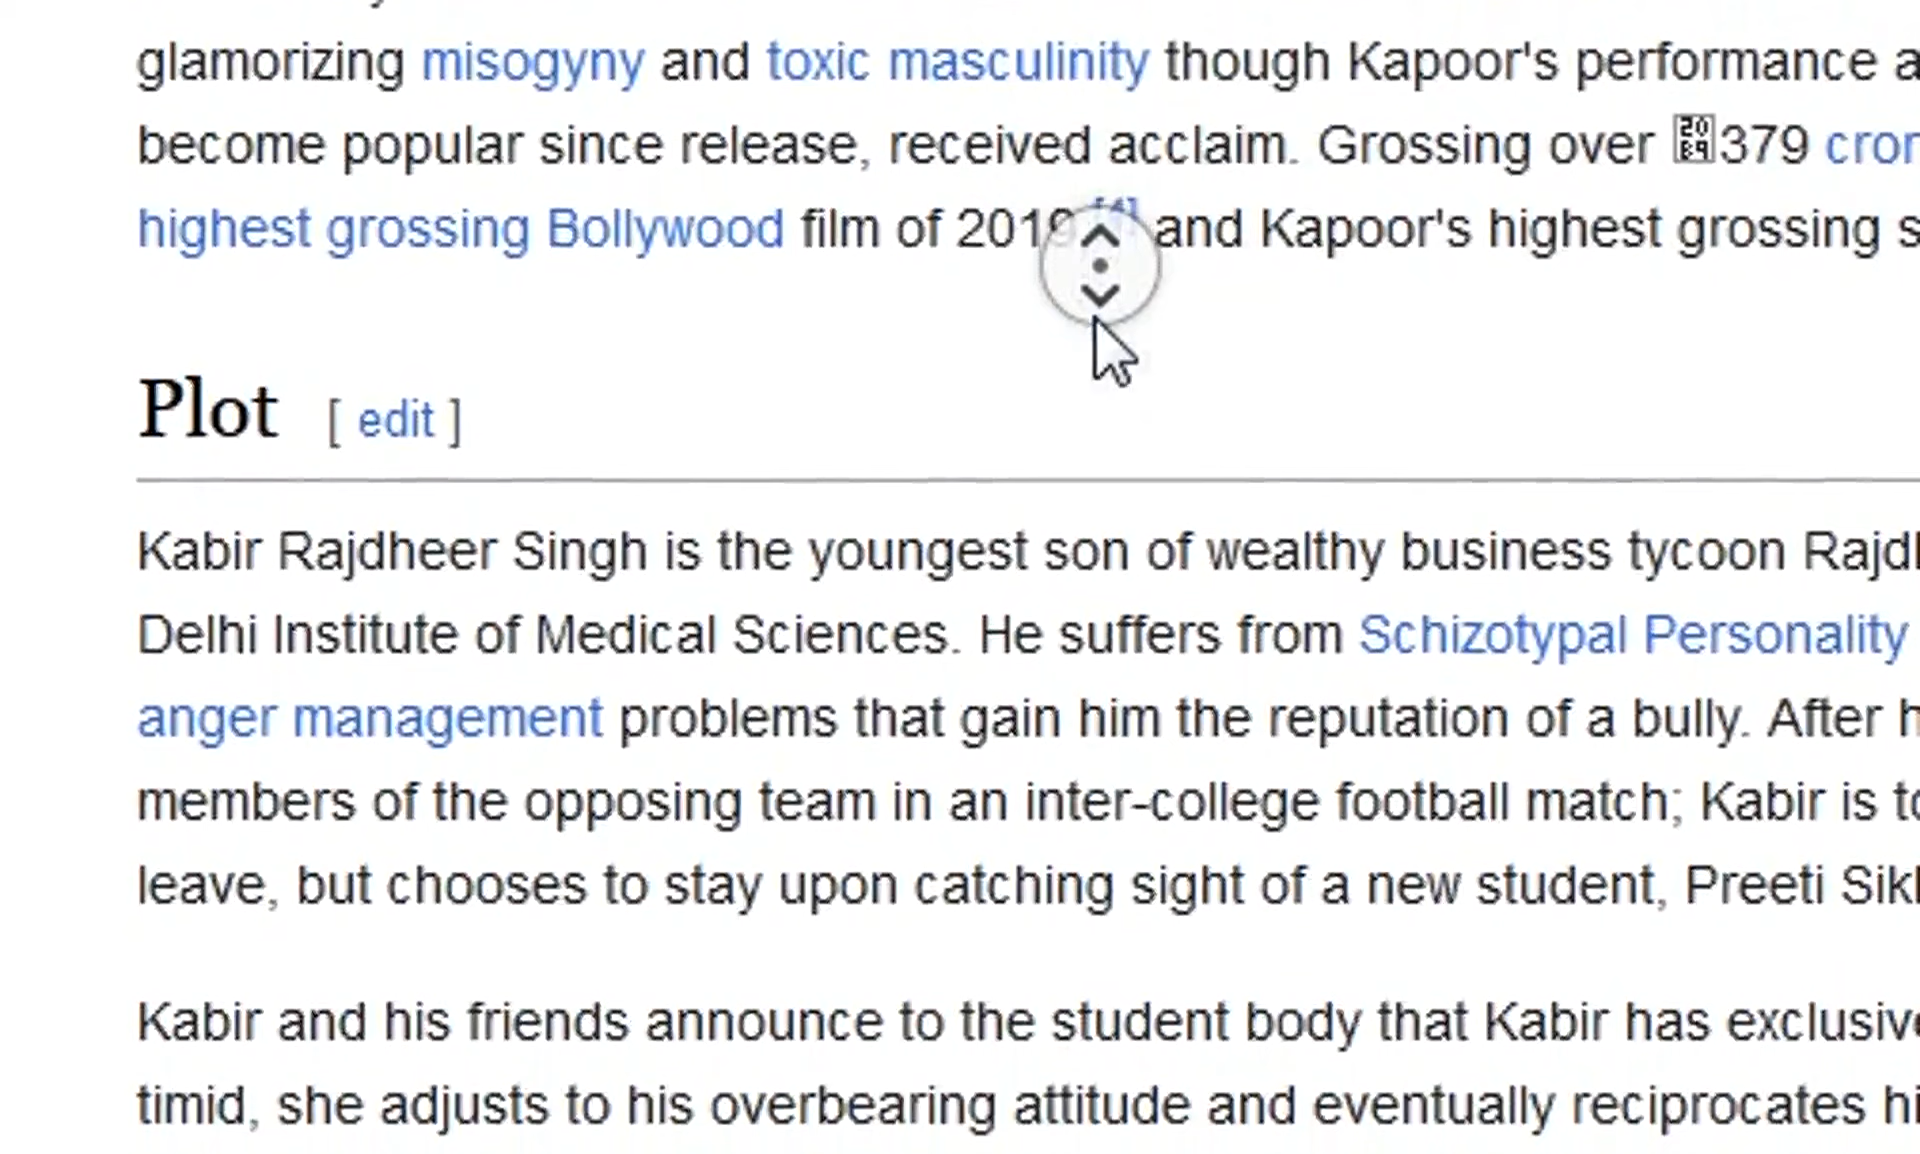 glamorizing misogyny and toxic masculinity though Kapoor's performance a
become popular since release, received acclaim. Grossing over 379
highest grossing Bollywood film of 2019 [4] and Kapoor's highest grossing s
Plot [ edit ]
Kabir Rajdheer Singh is the youngest son of wealthy business tycoon
Delhi Institute of Medical Sciences. He suffers from Schizotypal Personality
anger management problems that gain him the reputation of a bully. After h
members of the opposing team in an inter-college football match; Kabir is to
leave, but chooses to stay upon catching sight of a new student, Preeti
Kabir and his friends announce to the student body that Kabir has exclusive
timid, she adjusts to his overbearing attitude and eventually reciprocates hi